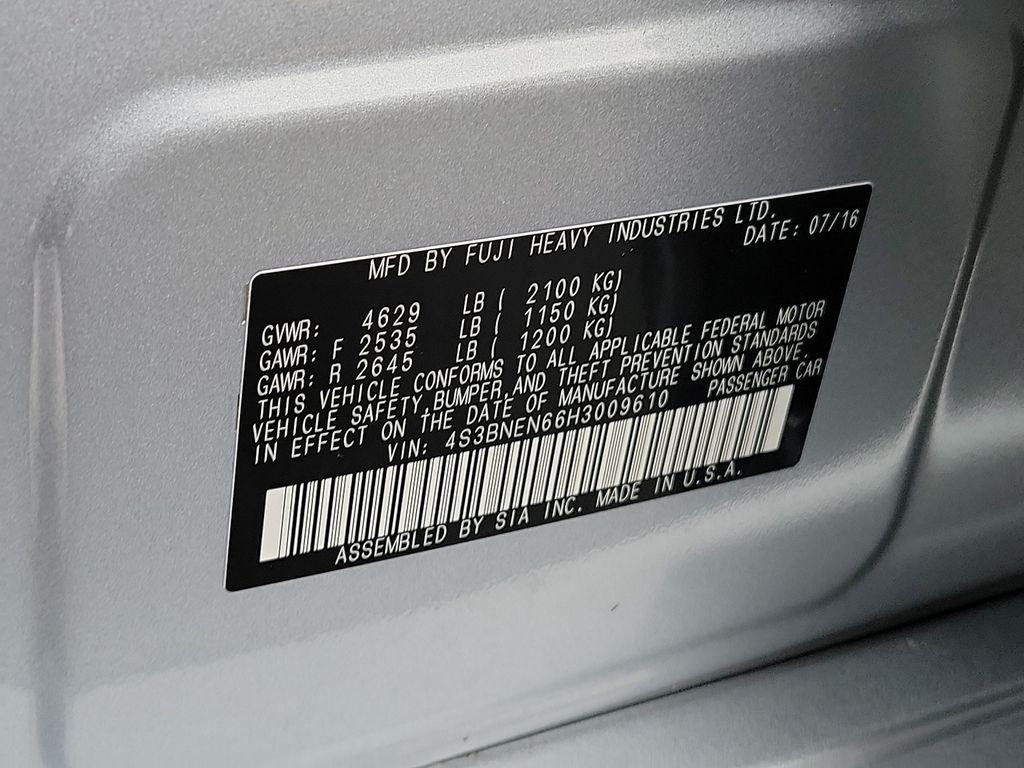 MFD BY FUJI HEAVY INDUSTRIES LTD.
DATE: 07/16
GVWR: 4629 LB ( 2100 KG)
GAWR: F 2535 LB ( 1150 KG)
GAWR: R 2645 LB ( 1200 KG)
THIS VEHICLE CONFORMS TO ALL APPLICABLE FEDERAL MOTOR
VEHICLE SAFETY,BUMPER,AND THEFT PREVENTION STANDARDS
IN EFFECT ON THE DATE OF MANUFACTURE SHOWN ABOVE.
VIN: 4S3BNEN66H3009610 PASSENGER CAR
ASSEMBLED BY SIA INC. MADE IN U.S.A.